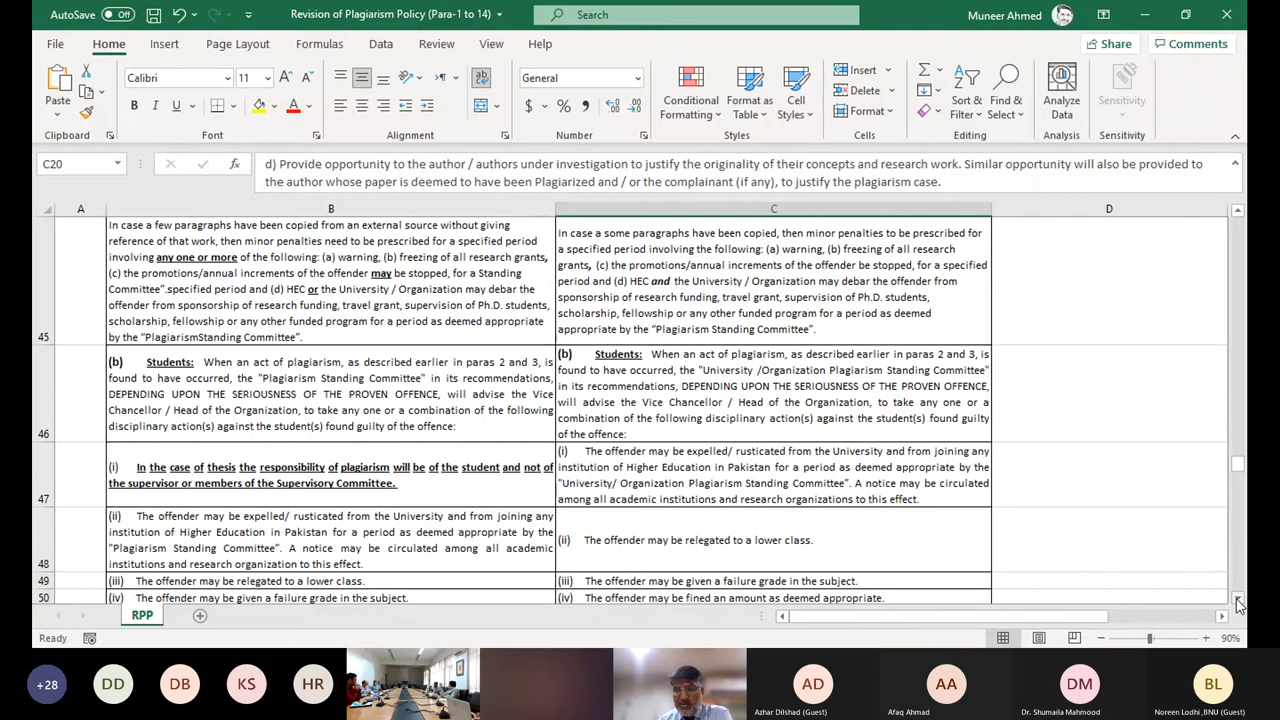 AutoSave Off Revision of Plagiarism Policy (Para-1 to 14) Search Muneer Ahmed
File Home Insert Page Layout Formulas Data Review View Help Share Comments
Paste
Clipboard
Calibri 11
B I U
Font
Alignment
General
$ % ,
Number
Conditional Formatting
Format as Table
Cell Styles
Styles
Insert
Delete
Format
Cells
Sort & Filter
Find & Select
Editing
Analyze Data
Analysis
Sensitivity
Sensitivity
C20 fx
d) Provide opportunity to the author / authors under investigation to justify the originality of their concepts and research work. Similar opportunity will also be provided to
the author whose paper is deemed to have been Plagiarized and / or the complainant (if any), to justify the plagiarism case.
A B C D
In case a few paragraphs have been copied from an external source without giving
reference of that work, then minor penalties need to be prescribed for a specified period
involving any one or more of the following: (a) warning, (b) freezing of all research grants,
(c) the promotions/annual increments of the offender may be stopped, for a Standing
Committee”.specified period and (d) HEC or the University / Organization may debar the
offender from sponsorship of research funding, travel grant, supervision of Ph.D. students,
scholarship, fellowship or any other funded program for a period as deemed appropriate
by the “PlagiarismStanding Committee”.
In case a some paragraphs have been copied, then minor penalties to be prescribed for
a specified period involving the following: (a) warning, (b) freezing of all research
grants, (c) the promotions/annual increments of the offender be stopped, for a specified
period and (d) HEC and the University / Organization may debar the offender from
sponsorship of research funding, travel grant, supervision of Ph.D. students,
scholarship, fellowship or any other funded program for a period as deemed
appropriate by the “Plagiarism Standing Committee”.
45
(b) Students: When an act of plagiarism, as described earlier in paras 2 and 3, is
found to have occurred, the "Plagiarism Standing Committee" in its recommendations,
DEPENDING UPON THE SERIOUSNESS OF THE PROVEN OFFENCE, will advise the Vice
Chancellor / Head of the Organization, to take any one or a combination of the following
disciplinary action(s) against the student(s) found guilty of the offence:
(b) Students: When an act of plagiarism, as described earlier in paras 2 and 3, is
found to have occurred, the "University /Organization Plagiarism Standing Committee"
in its recommendations, DEPENDING UPON THE SERIOUSNESS OF THE PROVEN OFFENCE,
will advise the Vice Chancellor / Head of the Organization, to take any one or a
combination of the following disciplinary action(s) against the student(s) found guilty
of the offence:
46
(i) In the case of thesis the responsibility of plagiarism will be of the student and not of
the supervisor or members of the Supervisory Committee.
(i) The offender may be expelled/ rusticated from the University and from joining any
institution of Higher Education in Pakistan for a period as deemed appropriate by the
"University/ Organization Plagiarism Standing Committee”. A notice may be circulated
among all academic institutions and research organizations to this effect.
47
(ii) The offender may be expelled/ rusticated from the University and from joining any
institution of Higher Education in Pakistan for a period as deemed appropriate by the
"Plagiarism Standing Committee”. A notice may be circulated among all academic
institutions and research organization to this effect.
(ii) The offender may be relegated to a lower class.
48
49 (iii) The offender may be relegated to a lower class. (iii) The offender may be given a failure grade in the subject.
50 (iv) The offender may be given a failure grade in the subject. (iv) The offender may be fined an amount as deemed appropriate.
RPP
Ready 90%
+28 DD DB KS HR AD AA DM BL
Azhar Dilshad (Guest) Afaq Ahmad Dr. Shumaila Mahmood Noreen Lodhi ,BNU (Guest)